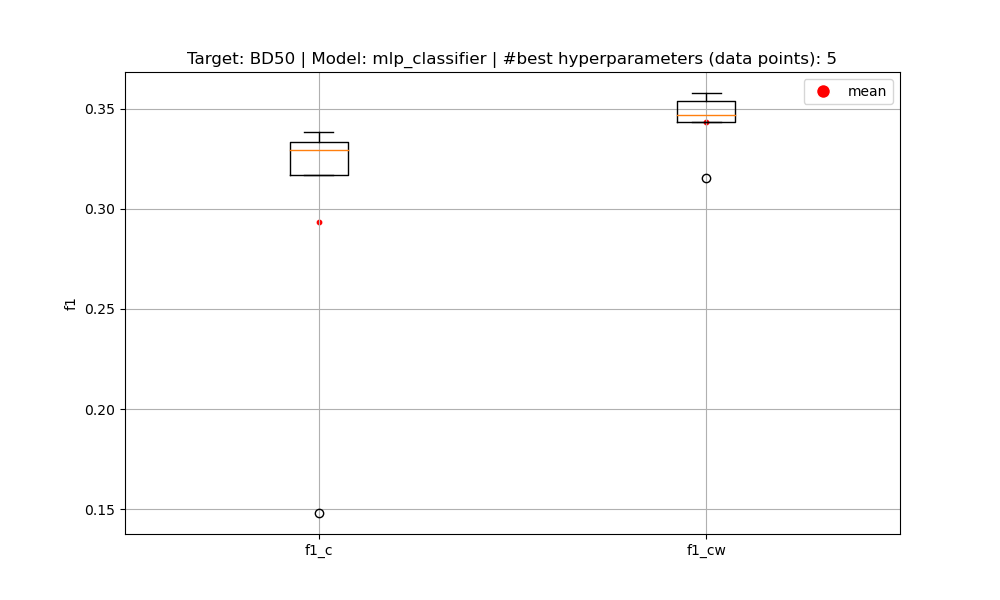 Target: BD50 | Model: mlp_classifier | #best hyperparameters (data points): 5
mean
0.35
0.30
0.25
0.20
0.15
f1
f1_c
f1_cw